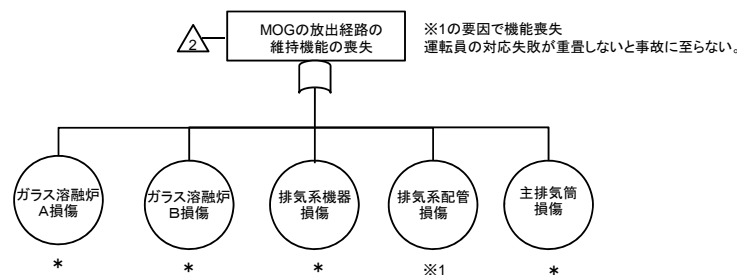 MOGの放出経路の
維持機能の喪失
2
※1の要因で機能喪失
運転員の対応失敗が重畳しないと事故に至らない。
ガラス溶融炉
A損傷
*
ガラス溶融炉
B損傷
*
排気系機器
損傷
*
排気系配管
損傷
※1
主排気筒
損傷
*